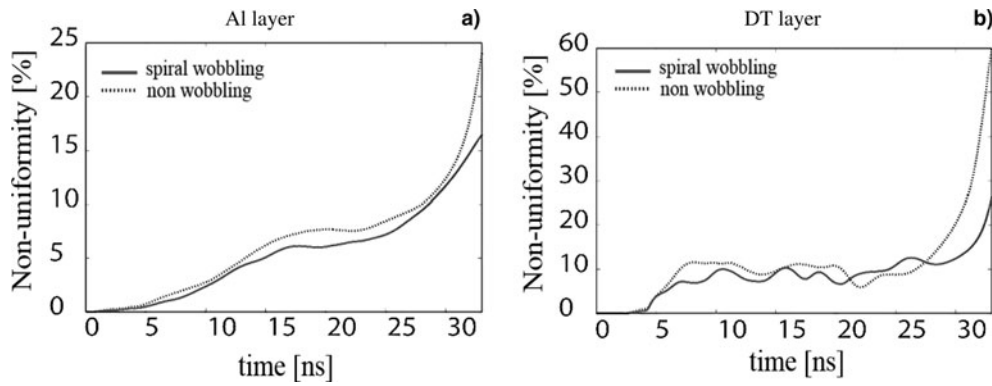 Al layer
a)
25
20
15
10
5
0
Non-uniformity [%]
spiral wobbling
non wobbling
0 5 10 15 20 25 30
time [ns]
DT layer
b)
60
50
40
30
20
10
0
Non-uniformity [%]
spiral wobbling
non wobbling
0 5 10 15 20 25 30
time [ns]